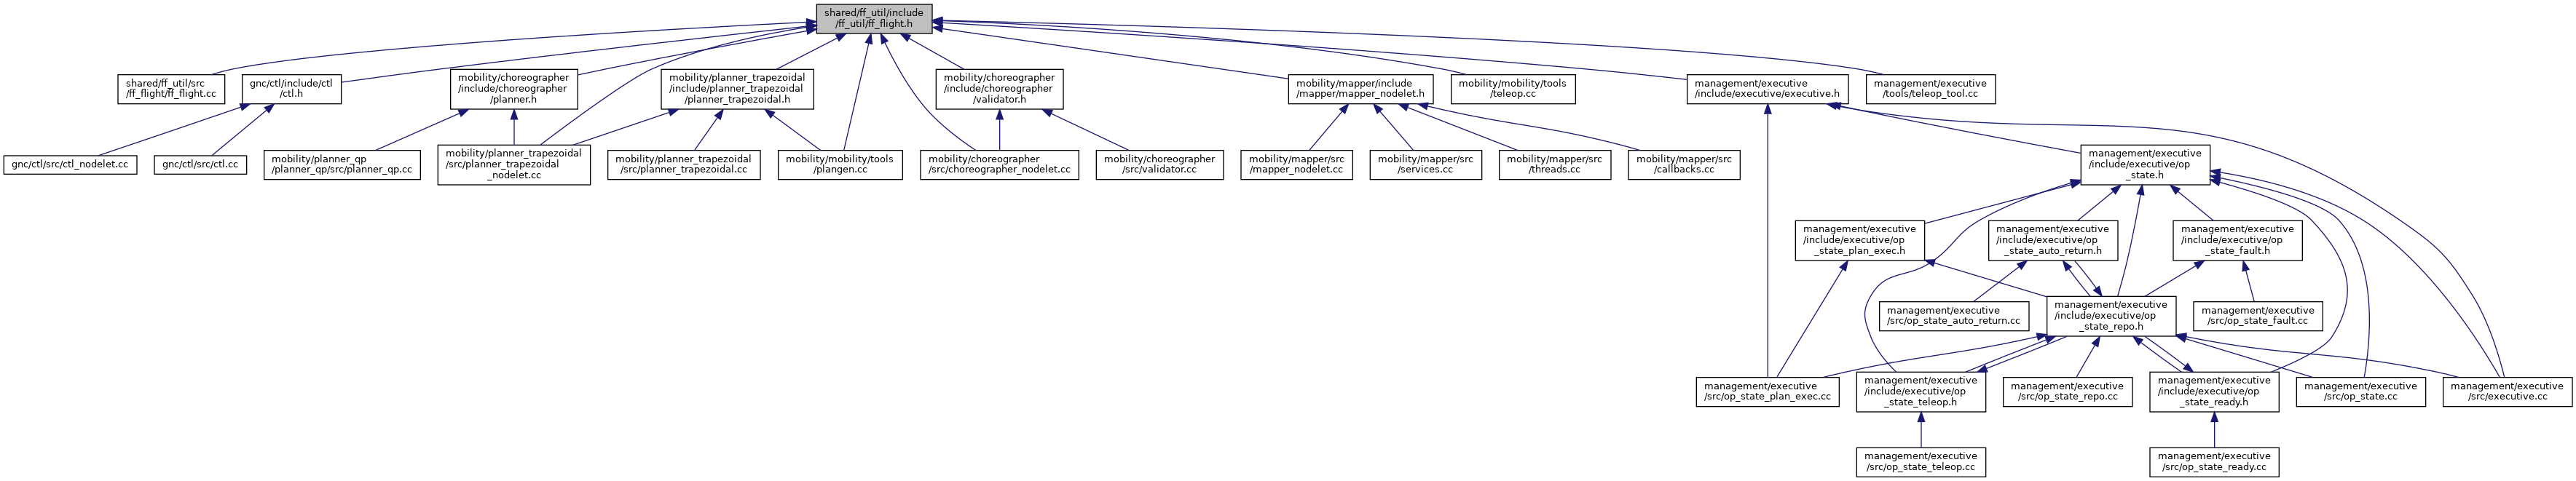 shared/ff_util/include
/ff_util/ff_flight.h
shared/ff_util/src
/ff_flight/ff_flight.cc
gnc/ctl/include/ctl
/ctl.h
mobility/choreographer
/include/choreographer
/planner.h
mobility/planner_trapezoidal
/include/planner_trapezoidal
/planner_trapezoidal.h
mobility/choreographer
/include/choreographer
/validator.h
mobility/mapper/include
/mapper/mapper_nodelet.h
mobility/mobility/tools
/teleop.cc
management/executive
/include/executive/executive.h
management/executive
/tools/teleop_tool.cc
gnc/ctl/src/ctl_nodelet.cc
gnc/ctl/src/ctl.cc
mobility/planner_qp
/planner_qp/src/planner_qp.cc
mobility/planner_trapezoidal
/src/planner_trapezoidal
_nodelet.cc
mobility/planner_trapezoidal
/src/planner_trapezoidal.cc
mobility/mobility/tools
/plangen.cc
mobility/choreographer
/src/choreographer_nodelet.cc
mobility/choreographer
/src/validator.cc
mobility/mapper/src
/mapper_nodelet.cc
mobility/mapper/src
/services.cc
mobility/mapper/src
/threads.cc
mobility/mapper/src
/callbacks.cc
management/executive
/include/executive/op
_state.h
management/executive
/include/executive/op
_state_plan_exec.h
management/executive
/include/executive/op
_state_auto_return.h
management/executive
/include/executive/op
_state_fault.h
management/executive
/src/op_state_auto_return.cc
management/executive
/include/executive/op
_state_repo.h
management/executive
/src/op_state_fault.cc
management/executive
/src/op_state_plan_exec.cc
management/executive
/include/executive/op
_state_teleop.h
management/executive
/src/op_state_repo.cc
management/executive
/include/executive/op
_state_ready.h
management/executive
/src/op_state.cc
management/executive
/src/executive.cc
management/executive
/src/op_state_teleop.cc
management/executive
/src/op_state_ready.cc